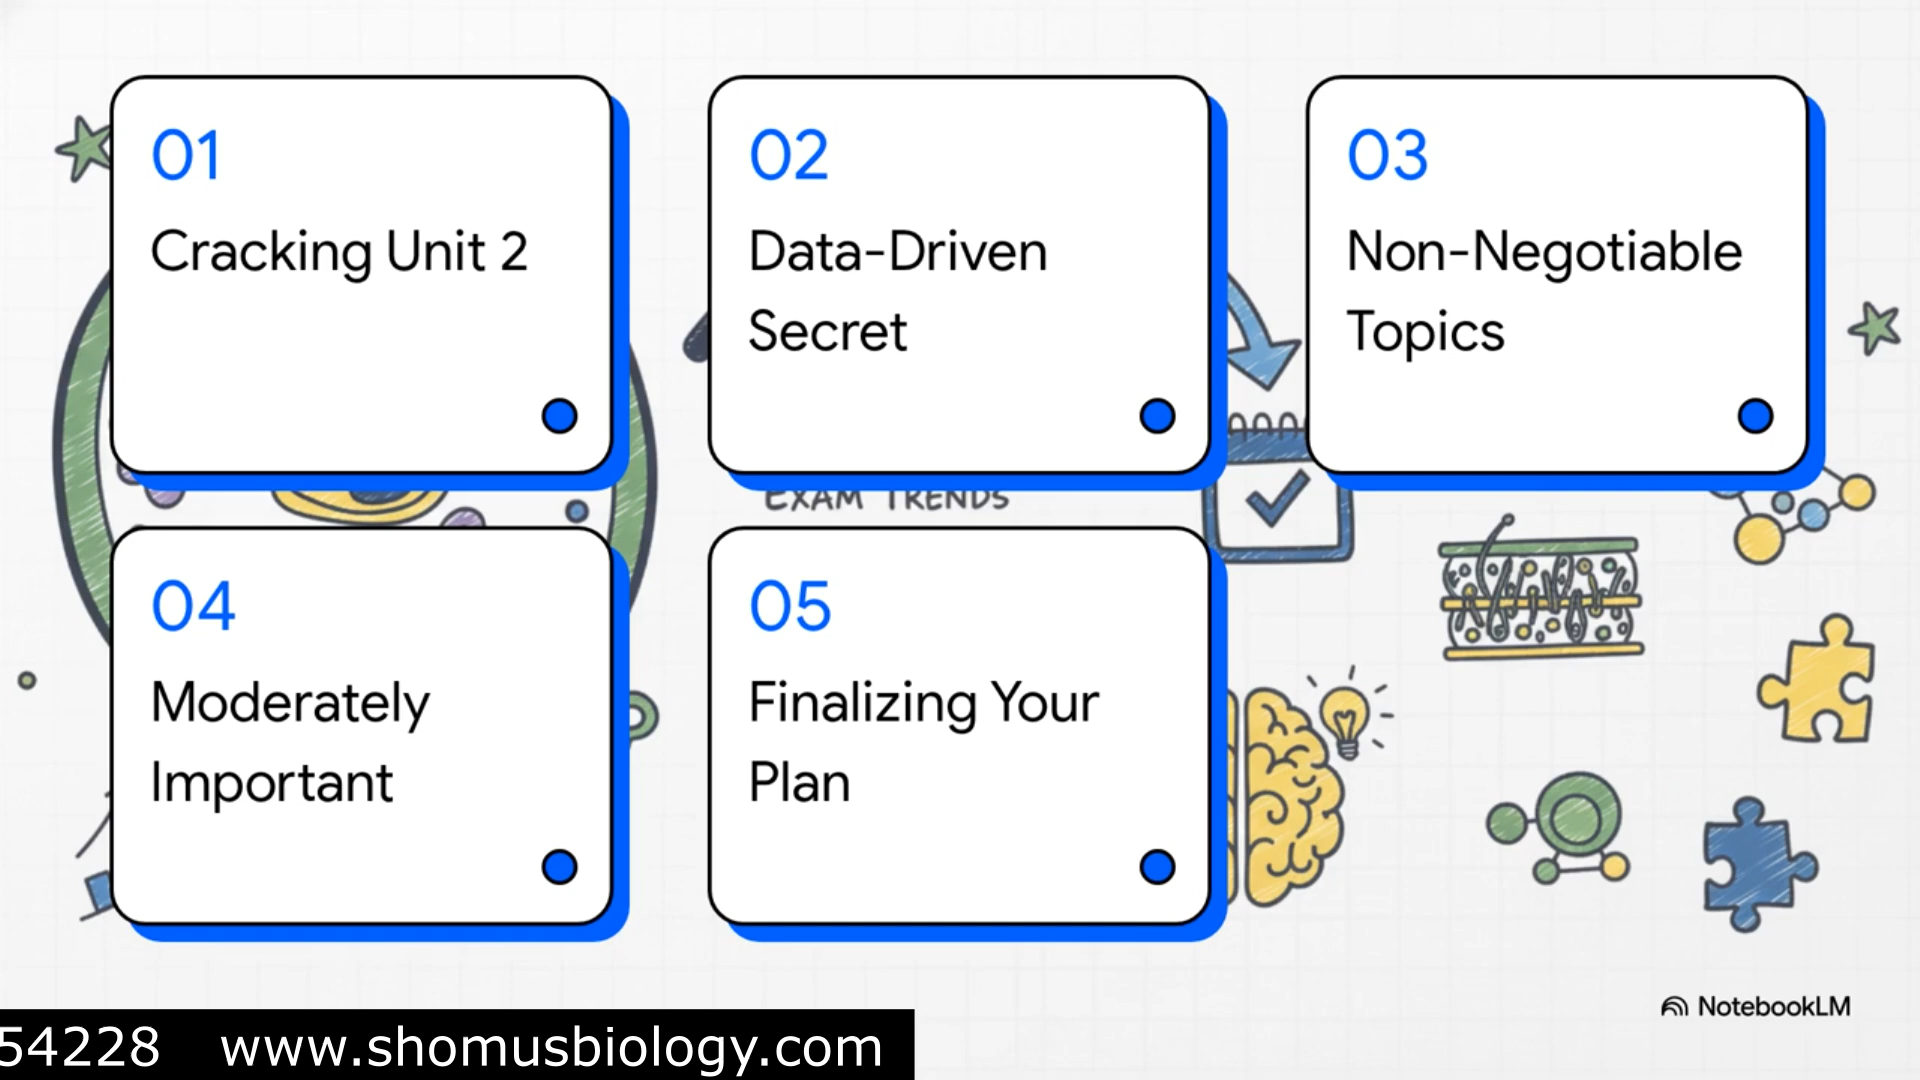 01
Cracking Unit 2
02
Data-Driven
Secret
03
Non-Negotiable
Topics
EXAM TRENDS
04
Moderately
Important
05
Finalizing Your
Plan
NotebookLM
54228 www.shomusbiology.com